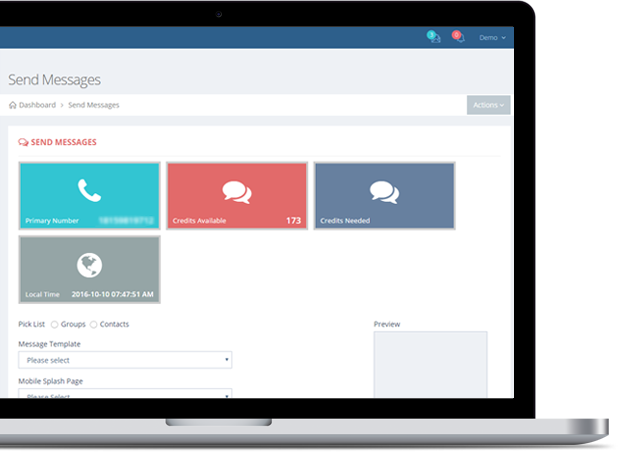 3
0
Demo
Send Messages
Dashboard > Send Messages
Actions
SEND MESSAGES
Primary Number
Credits Available 173
Credits Needed
Local Time 2016-10-10 07:47:51 AM
Pick List Groups Contacts
Preview
Message Template
Please select
Mobile Splash Page
Please Select